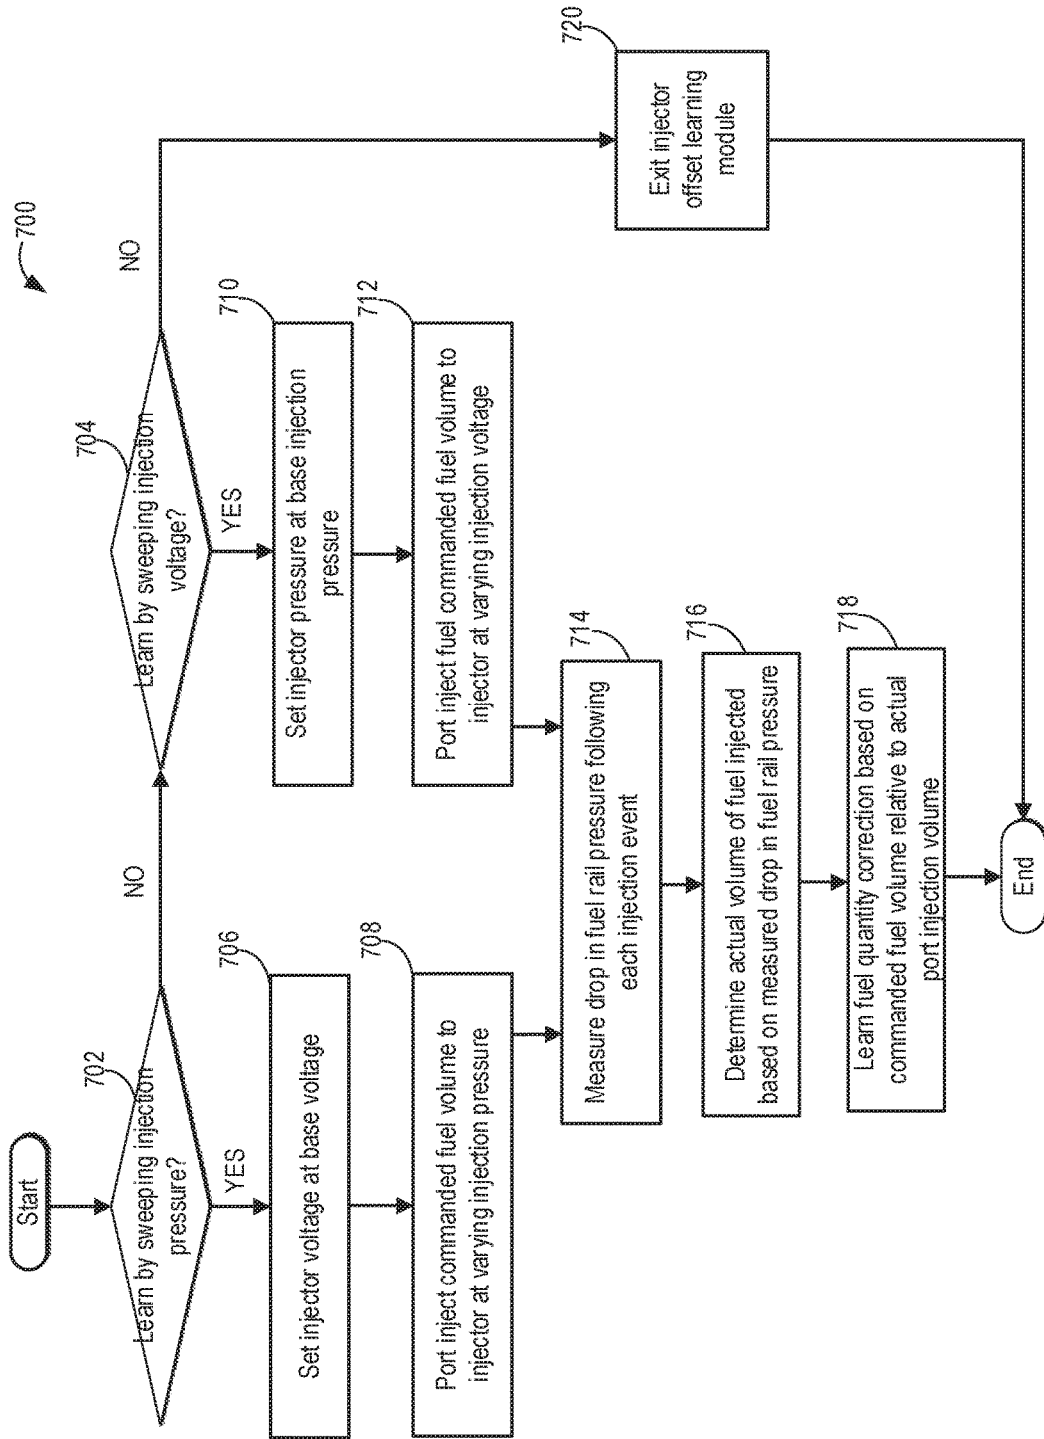 700
Start
702
Learn by sweeping injection
pressure?
NO
YES
704
Learn by sweeping injection
voltage?
NO
YES
706
Set injector voltage at base voltage
708
Port inject commanded fuel volume to
injector at varying injection pressure
710
Set injector pressure at base injection
pressure
712
Port inject fuel commanded fuel volume to
injector at varying injection voltage
714
Measure drop in fuel rail pressure following
each injection event
716
Determine actual volume of fuel injected
based on measured drop in fuel rail pressure
718
Learn fuel quantity correction based on
commanded fuel volume relative to actual
port injection volume
720
Exit injector
offset learning
module
End